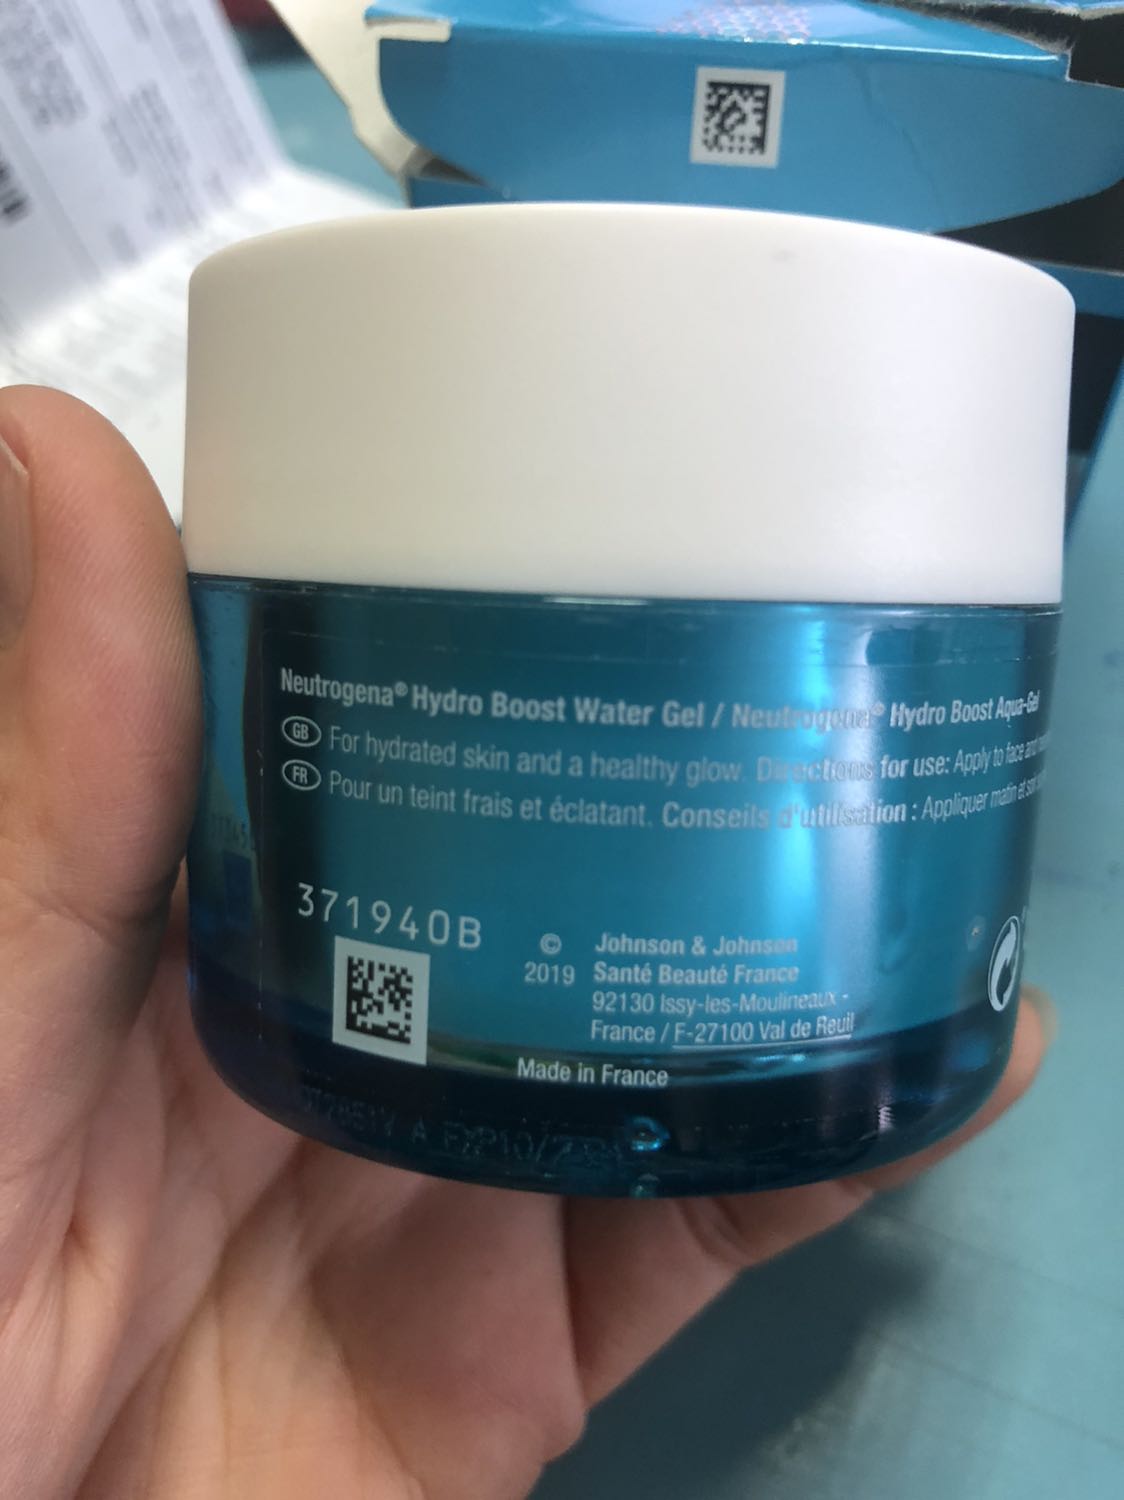 Neutrogena® Hydro Boost Water Gel / Neutrogena® Hydro Boost Aqua-Gel
GB For hydrated skin and a healthy glow. Directions for use: Apply to face and
FR Pour un teint frais et éclatant. Conseils d'utilisation : Appliquer matin et soir
371940B
© Johnson & Johnson
2019 Santé Beauté France
92130 Issy-les-Moulineaux -
France / F-27100 Val de Reuil
Made in France
A EXP10/